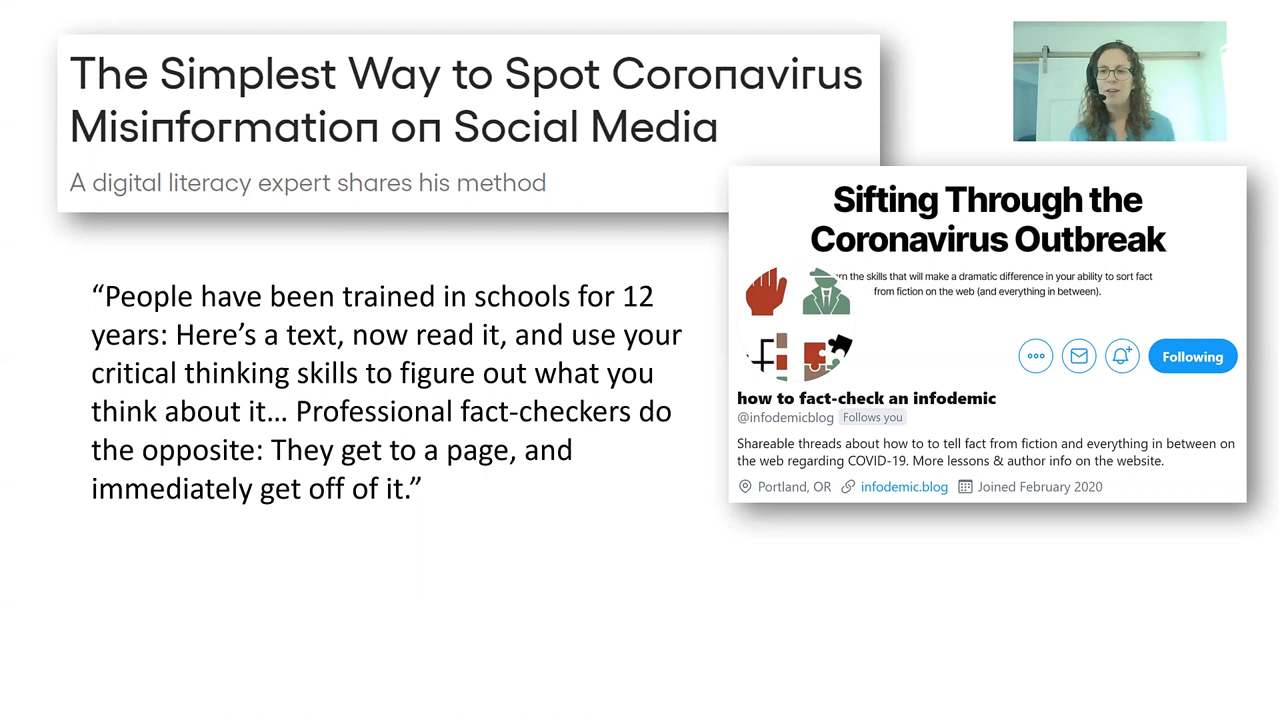 The Simplest Way to Spot Coronavirus
Misinformation on Social Media
A digital literacy expert shares his method
“People have been trained in schools for 12
years: Here’s a text, now read it, and use your
critical thinking skills to figure out what you
think about it… Professional fact-checkers do
the opposite: They get to a page, and
immediately get off of it.”
Sifting Through the
Coronavirus Outbreak
the skills that will make a dramatic difference in your ability to sort fact
from fiction on the web (and everything in between).
Following
how to fact-check an infodemic
@infodemicblog Follows you
Shareable threads about how to to tell fact from fiction and everything in between on
the web regarding COVID-19. More lessons & author info on the website.
Portland, OR infodemic.blog Joined February 2020